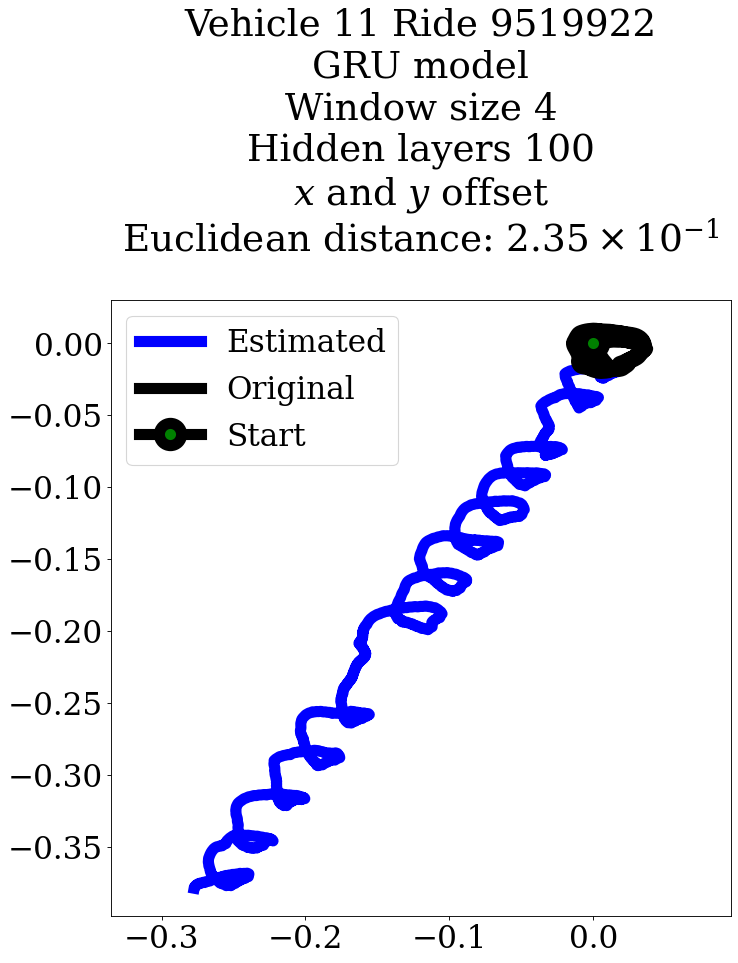 Vehicle 11 Ride 9519922
GRU model
Window size 4
Hidden layers 100
x and y offset
Euclidean distance: 2.35 × 10⁻¹
Estimated
Original
Start
0.00
−0.05
−0.10
−0.15
−0.20
−0.25
−0.30
−0.35
−0.3
−0.2
−0.1
0.0